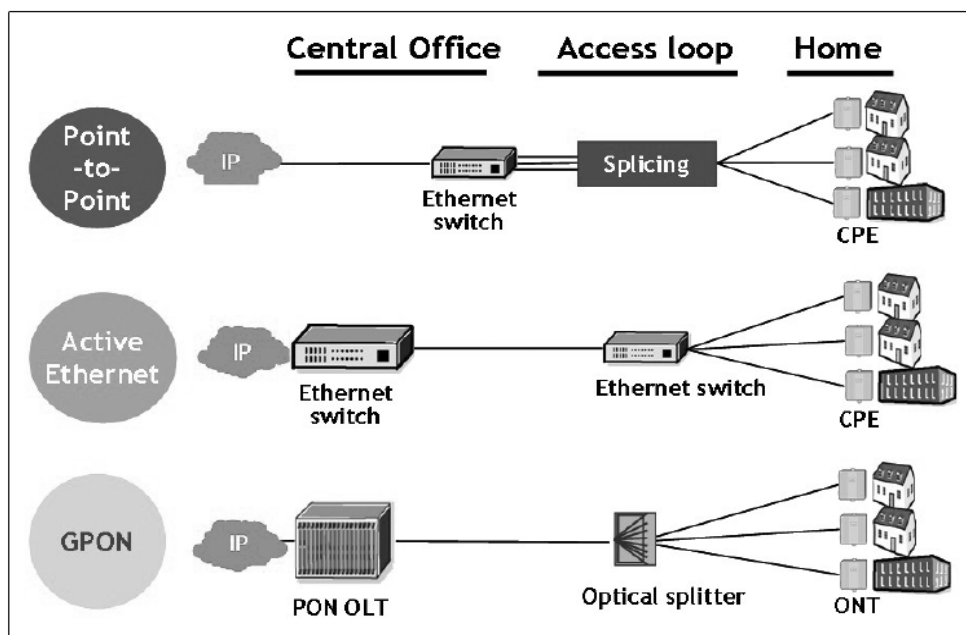 Central Office
Access loop
Home
Point
-to-
Point
IP
Ethernet
switch
Splicing
CPE
Active
Ethernet
IP
Ethernet
switch
Ethernet switch
CPE
GPON
IP
PON OLT
Optical splitter
ONT